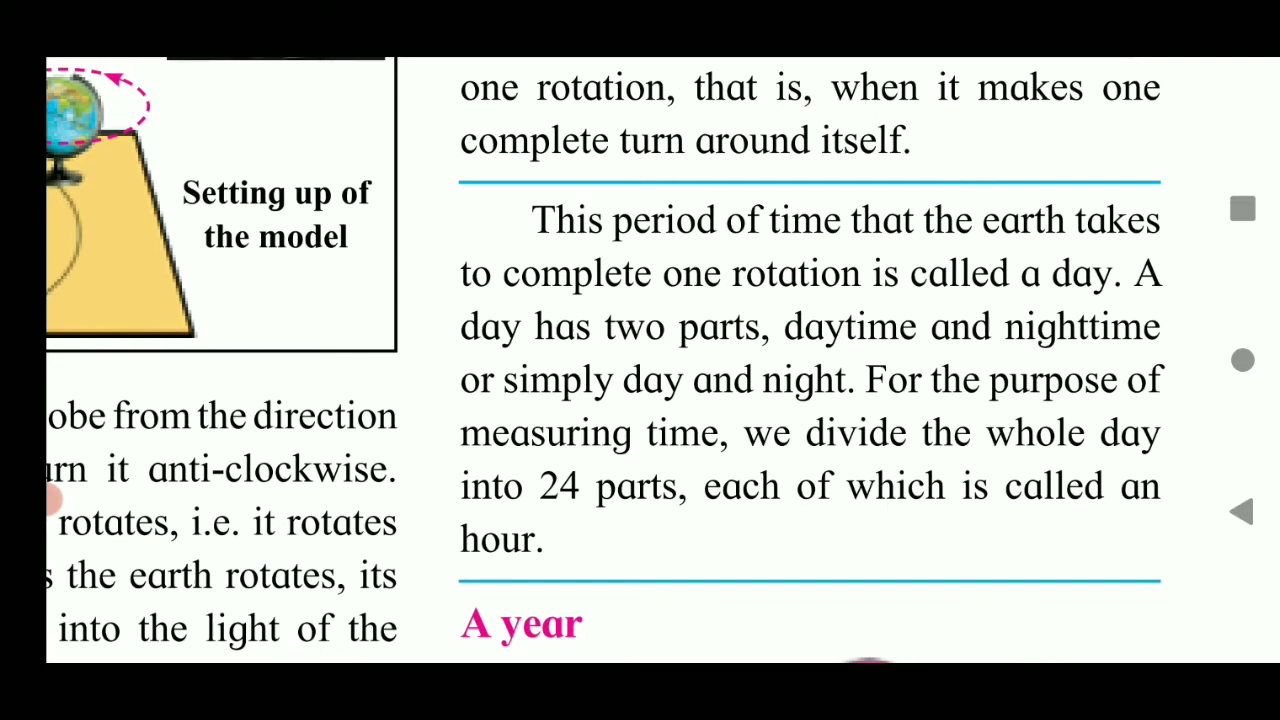 Setting up of
the model
obe from the direction
it anti-clockwise.
rotates, i.e. it rotates
the earth rotates, its
into the light of the
one rotation, that is, when it makes one
complete turn around itself.
This period of time that the earth takes
to complete one rotation is called a day. A
day has two parts, daytime and nighttime
or simply day and night. For the purpose of
measuring time, we divide the whole day
into 24 parts, each of which is called an
hour.
A year